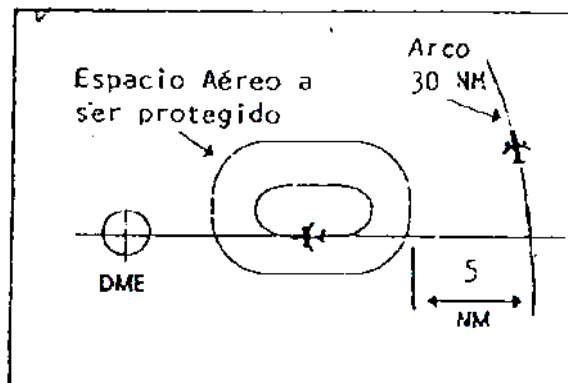 Arco
30 NM
Espacio Aéreo a
ser protegido
DME
5
NM